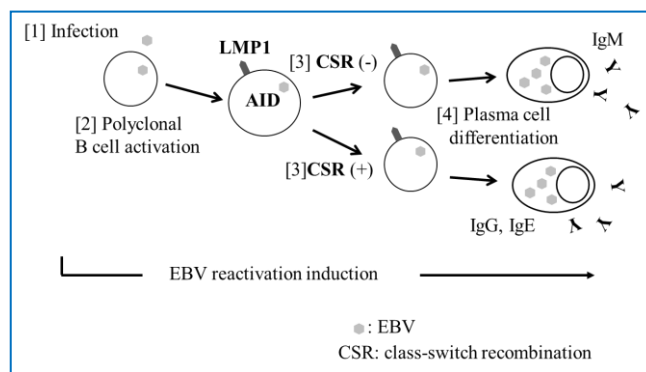 [1] Infection
LMP1
[3] CSR (-)
IgM
AID
[2] Polyclonal
B cell activation
[4] Plasma cell
differentiation
[3]CSR (+)
IgG, IgE
EBV reactivation induction
: EBV
CSR: class-switch recombination